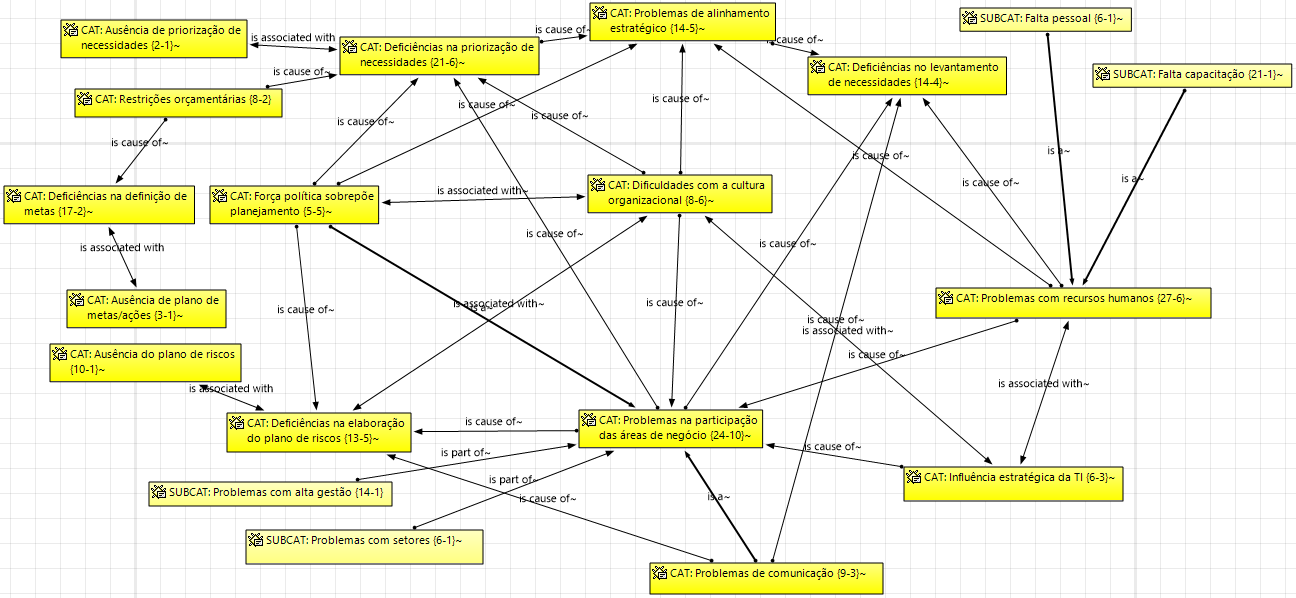 CAT: Ausência de priorização de
necessidades {2-1}~
is associated with
CAT: Deficiências na priorização de
necessidades {21-6}~
is cause of~
CAT: Problemas de alinhamento
estratégico {14-5}~
is cause of~
SUBCAT: Falta pessoal {6-1}~
CAT: Deficiências no levantamento
de necessidades {14-4}~
SUBCAT: Falta capacitação {21-1}~
is cause of~
CAT: Restrições orçamentárias {8-2}
is cause of~
is cause of~
is cause of~
is cause of~
is cause of~
is cause of~
is a~
is a~
is cause of~
CAT: Deficiências na definição de
metas {17-2}~
CAT: Força política sobrepõe
planejamento {5-5}~
is associated with~
CAT: Dificuldades com a cultura
organizacional {8-6}~
is associated with
is cause of~
is cause of~
CAT: Ausência de plano de
metas/ações {3-1}~
is cause of~
is associated with~
is a~
is cause of~
CAT: Problemas com recursos humanos {27-6}~
is cause of~
is associated with~
is cause of~
CAT: Ausência do plano de riscos
{10-1}~
is associated with
is associated with~
CAT: Deficiências na elaboração
do plano de riscos {13-5}~
is cause of~
CAT: Problemas na participação
das áreas de negócio {24-10}~
is cause of~
is part of~
SUBCAT: Problemas com alta gestão {14-1}
is part of~
is cause of~
is a~
CAT: Influência estratégica da TI {6-3}~
SUBCAT: Problemas com setores {6-1}~
CAT: Problemas de comunicação {9-3}~